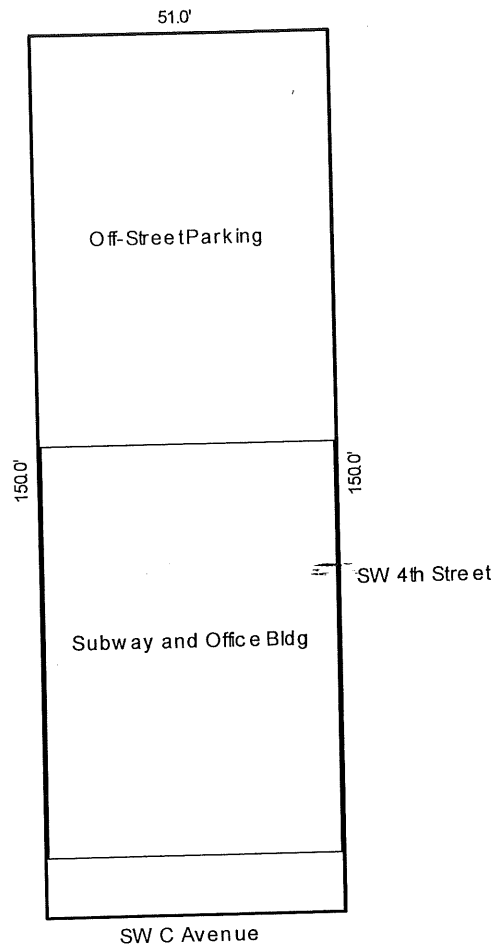 51.0'
Off-Street Parking
150.0'
150.0'
SW 4th Street
Subway and Office Bldg
SW C Avenue